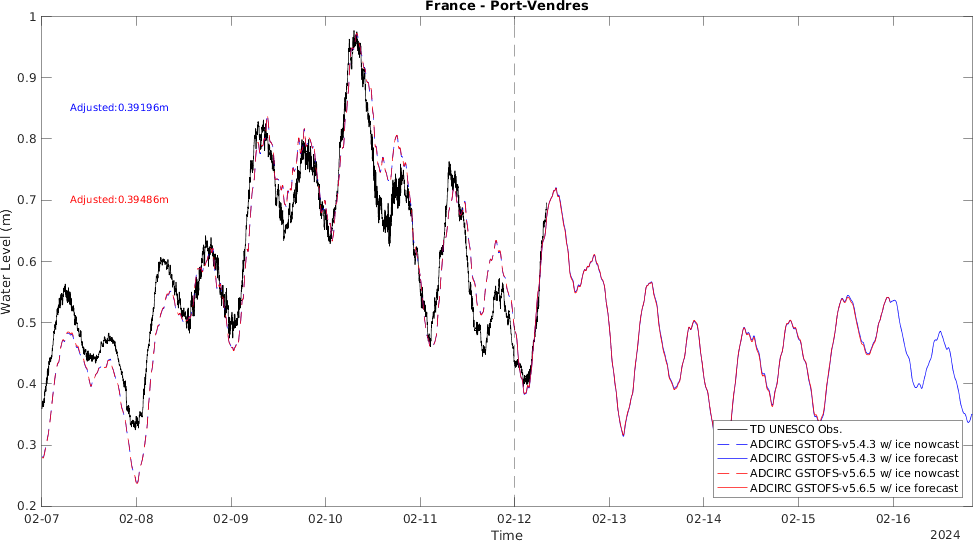 France - Port-Vendres
1
0.9
0.8
0.7
0.6
0.5
0.4
0.3
0.2
Water Level (m)
Adjusted:0.39196m
Adjusted:0.39486m
TD UNESCO Obs.
ADCIRC GSTOFS-v5.4.3 w/ ice nowcast
ADCIRC GSTOFS-v5.4.3 w/ ice forecast
ADCIRC GSTOFS-v5.6.5 w/ ice nowcast
ADCIRC GSTOFS-v5.6.5 w/ ice forecast
02-07 02-08 02-09 02-10 02-11 02-12 02-13 02-14 02-15 02-16
Time
2024